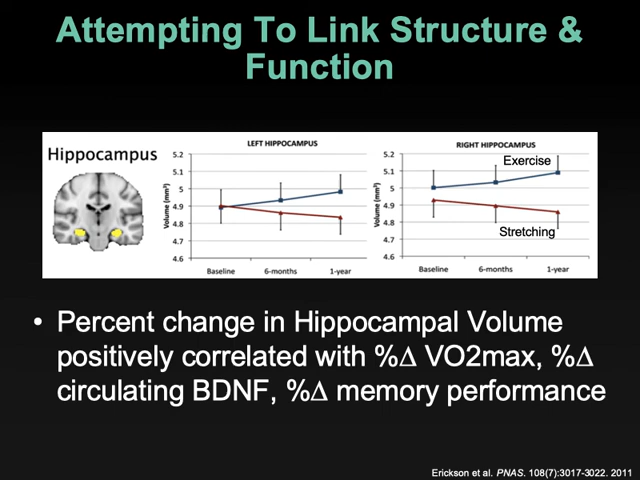 Attempting To Link Structure &
Function
Hippocampus
LEFT HIPPOCAMPUS
5.2
5.1
5
4.9
4.8
4.7
4.6
Volume (mm³)
Baseline
6-months
1-year
RIGHT HIPPOCAMPUS
5.2
5.1
5
4.9
4.8
4.7
4.6
Volume (mm³)
Exercise
Stretching
Baseline
6-months
1-year
• Percent change in Hippocampal Volume
positively correlated with %Δ VO2max, %Δ
circulating BDNF, %Δ memory performance
Erickson et al. PNAS. 108(7):3017-3022. 2011